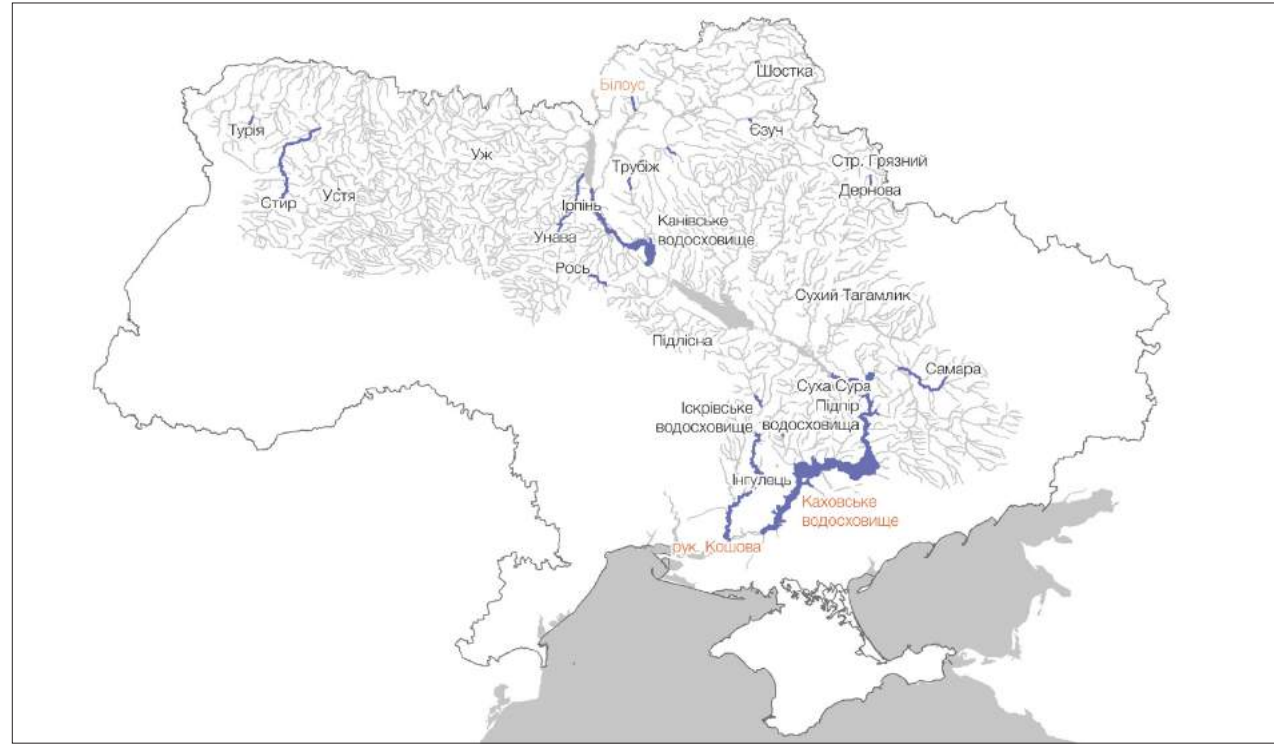 Шостка
Білоус
Турія
Єзуч
Уж
Трубіж
Стр. Грязний
Дернова
Стир
Устя
Ірпінь
Унава
Канівське
водосховище
Рось
Сухий Тагамлик
Підлісна
Самара
Суха Сура
Іскрівське
водосховище
Підпір
водосховища
Інгулець
Каховське
водосховище
рук. Кошова